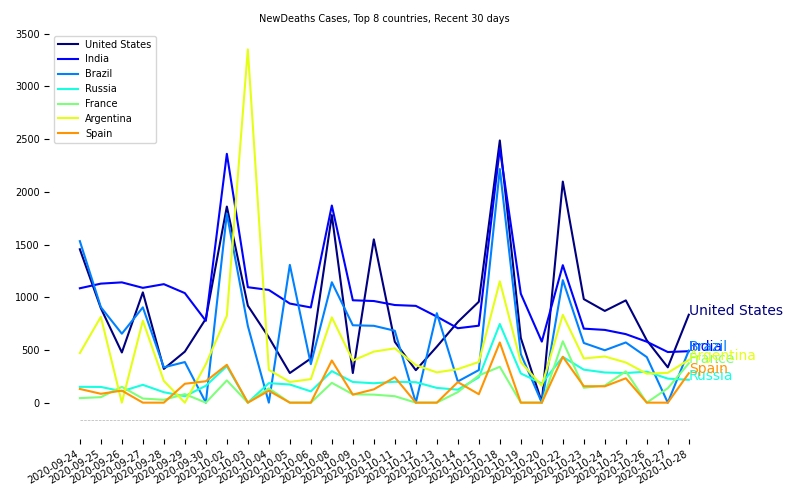 NewDeaths Cases, Top 8 countries, Recent 30 days
3500
3000
2500
2000
1500
1000
500
0
United States
India
Brazil
Russia
France
Argentina
Spain
United States
India
Brazil
Argentina
France
Spain
Russia
2020-09-24
2020-09-25
2020-09-26
2020-09-27
2020-09-28
2020-09-29
2020-09-30
2020-10-02
2020-10-03
2020-10-04
2020-10-05
2020-10-06
2020-10-08
2020-10-09
2020-10-10
2020-10-11
2020-10-12
2020-10-13
2020-10-14
2020-10-15
2020-10-18
2020-10-19
2020-10-20
2020-10-22
2020-10-23
2020-10-24
2020-10-25
2020-10-26
2020-10-27
2020-10-28